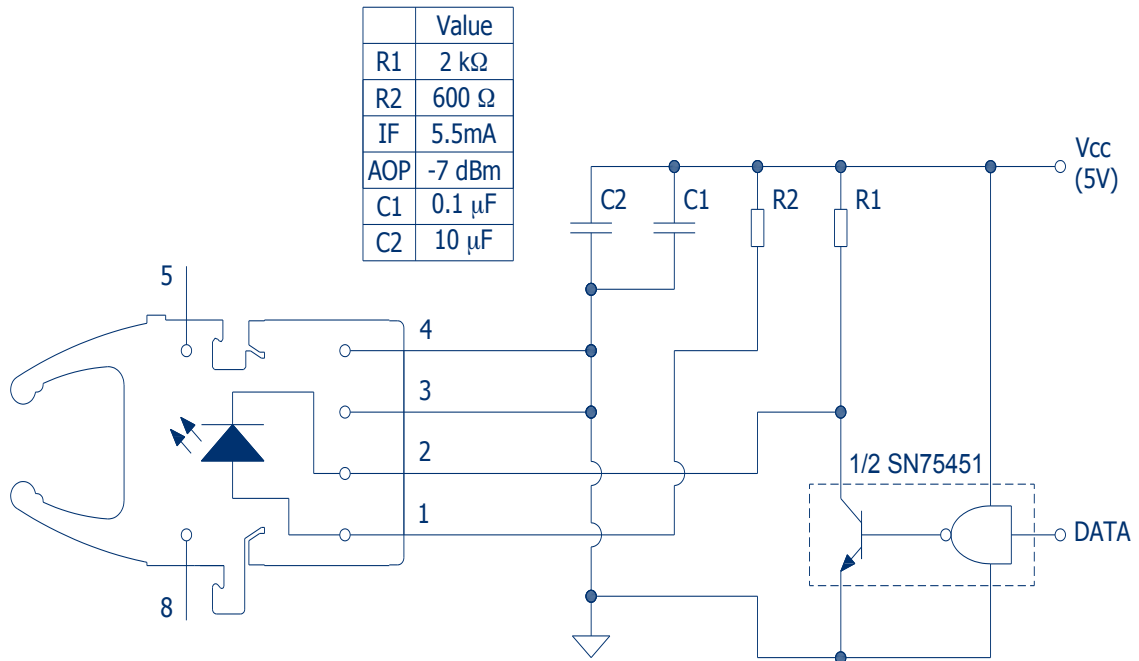 Value
R1 2 kΩ
R2 600 Ω
IF 5.5mA
AOP -7 dBm
C1 0.1 μF
C2 10 μF
Vcc
(5V)
C2 C1 R2 R1
5
4
3
2
1
8
1/2 SN75451
DATA